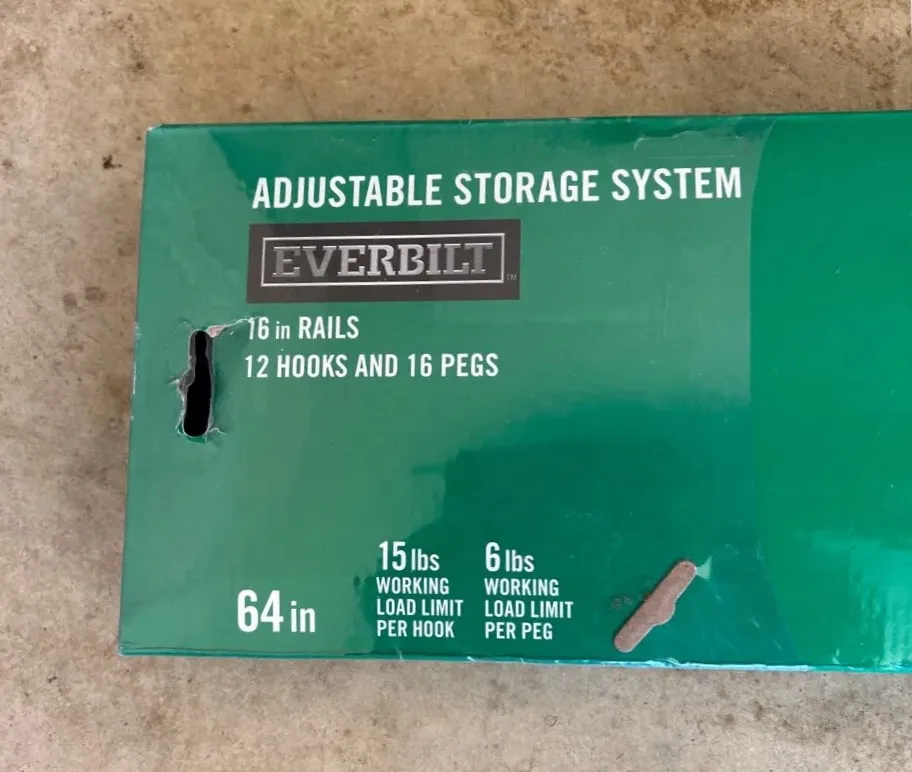 ADJUSTABLE STORAGE SYSTEM
EVERBILT™
16 in RAILS
12 HOOKS AND 16 PEGS
64 in
15 lbs
WORKING
LOAD LIMIT
PER HOOK
6 lbs
WORKING
LOAD LIMIT
PER PEG